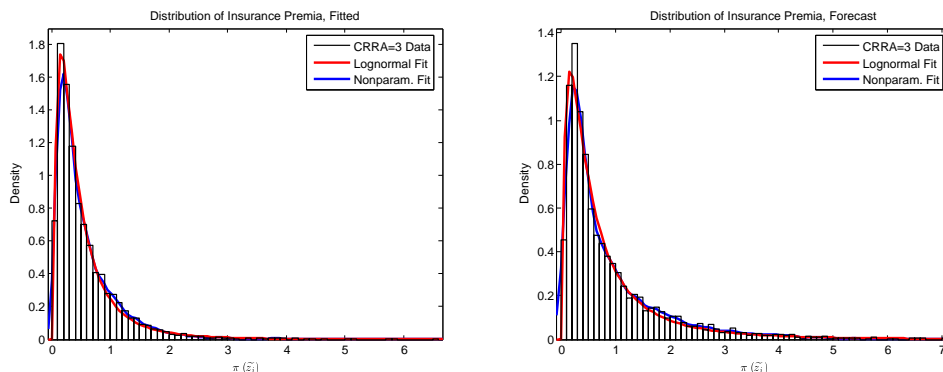 Distribution of Insurance Premia, Fitted
CRRA=3 Data
Lognormal Fit
Nonparam. Fit
Density
1.8
1.6
1.4
1.2
1
0.8
0.6
0.4
0.2
0
0 1 2 3 4 5 6
π (z̃ᵢ)
Distribution of Insurance Premia, Forecast
CRRA=3 Data
Lognormal Fit
Nonparam. Fit
Density
1.4
1.2
1
0.8
0.6
0.4
0.2
0
0 1 2 3 4 5 6 7
π (z̃ᵢ)